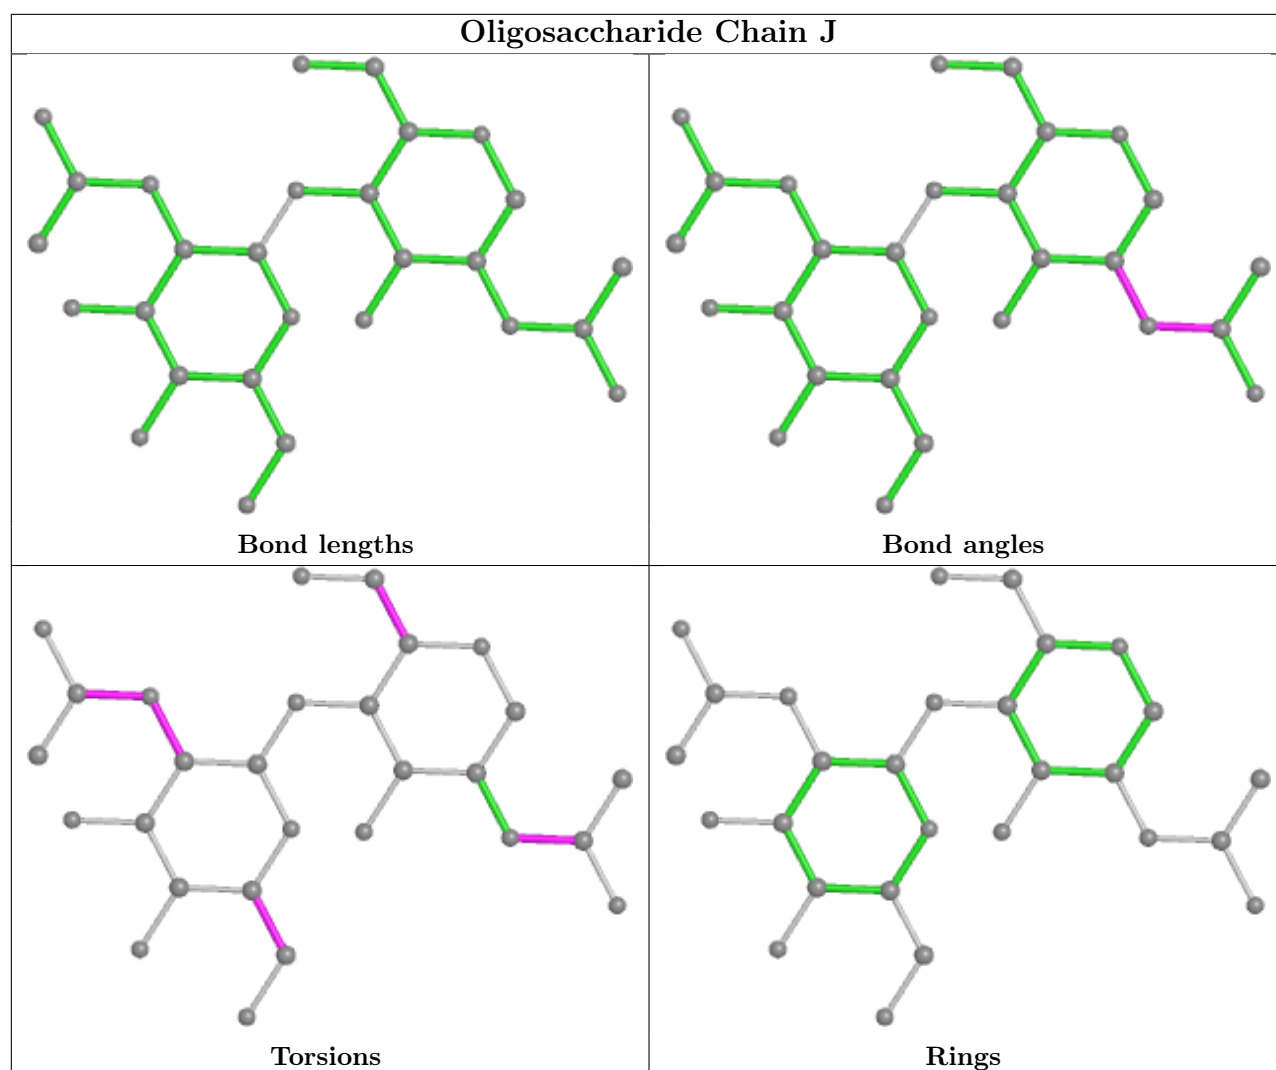 Oligosaccharide Chain J
Bond lengths
Bond angles
Torsions
Rings